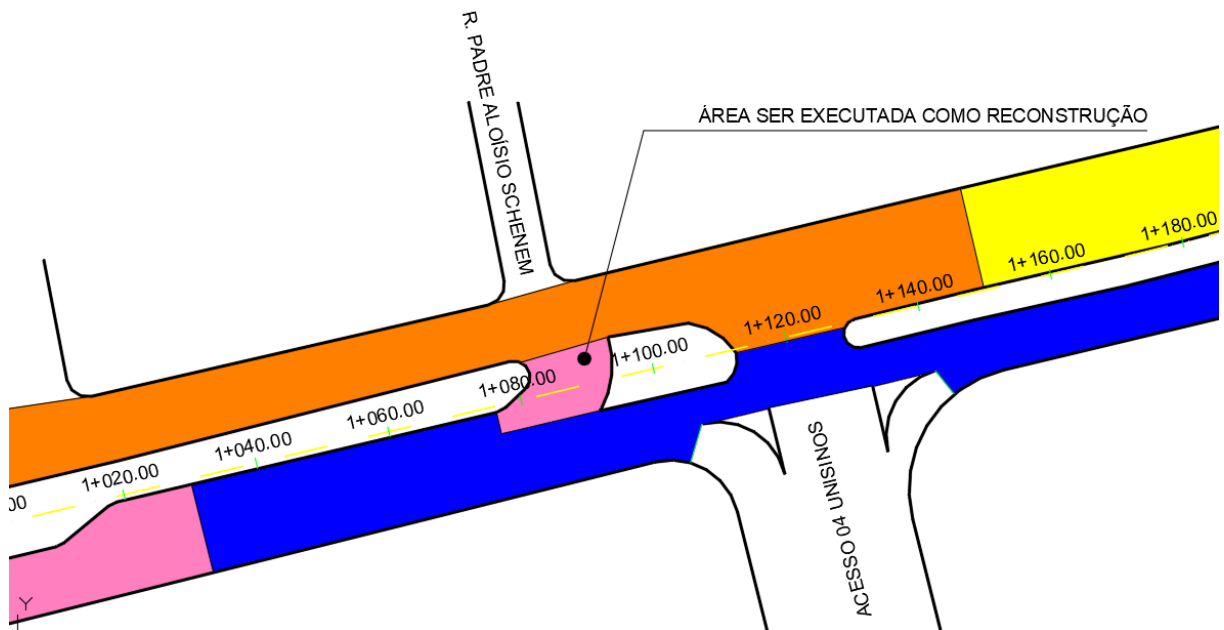 R. PADRE ALOÍSIO SCHENEM
ÁREA SER EXECUTADA COMO RECONSTRUÇÃO
1+180.00
1+160.00
1+140.00
1+120.00
1+100.00
1+080.00
1+060.00
1+040.00
1+020.00
00
ACESSO 04 UNISINOS
Y